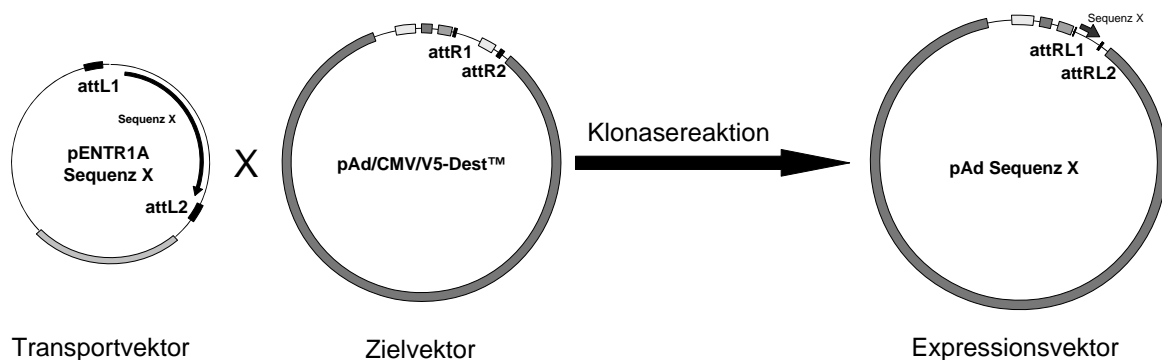 attL1
Sequenz X
pENTR1A
Sequenz X
attL2
X
attR1
attR2
pAd/CMV/V5-Dest™
Klonasereaktion
Sequenz X
attRL1
attRL2
pAd Sequenz X
Transportvektor
Zielvektor
Expressionsvektor